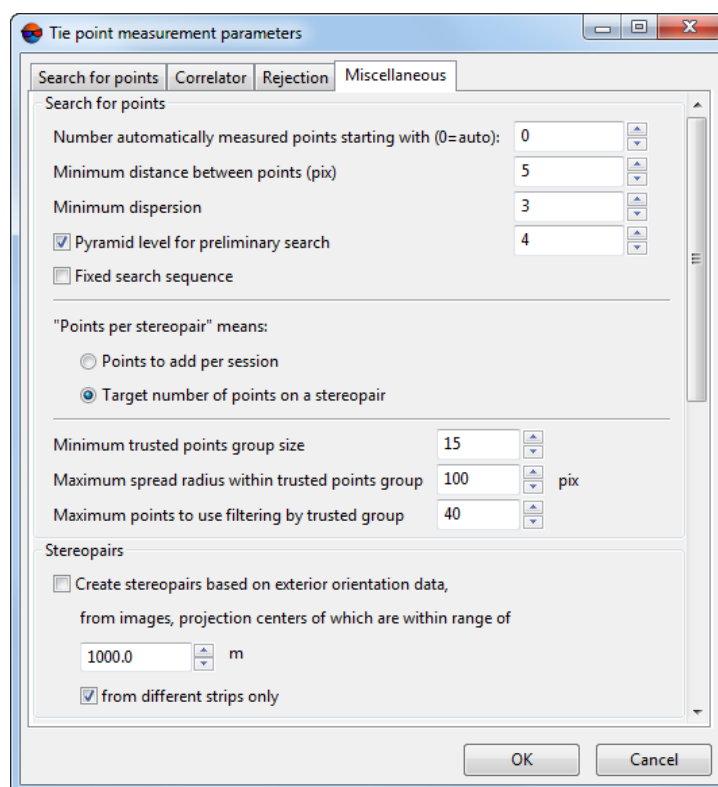 Tie point measurement parameters
Search for points Correlator Rejection Miscellaneous
Search for points
Number automatically measured points starting with (0=auto): 0
Minimum distance between points (pix) 5
Minimum dispersion 3
Pyramid level for preliminary search 4
Fixed search sequence
"Points per stereopair" means:
Points to add per session
Target number of points on a stereopair
Minimum trusted points group size 15
Maximum spread radius within trusted points group 100 pix
Maximum points to use filtering by trusted group 40
Stereopairs
Create stereopairs based on exterior orientation data,
from images, projection centers of which are within range of
1000.0 m
from different strips only
OK Cancel